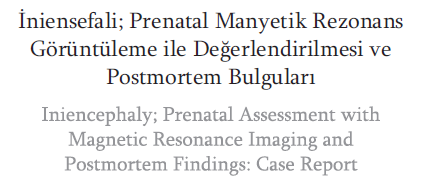 İniensefali; Prenatal Manyetik Rezonans
Görüntüleme ile Değerlendirilmesi ve
Postmortem Bulguları
Iniencephaly; Prenatal Assessment with
Magnetic Resonance Imaging and
Postmortem Findings: Case Report